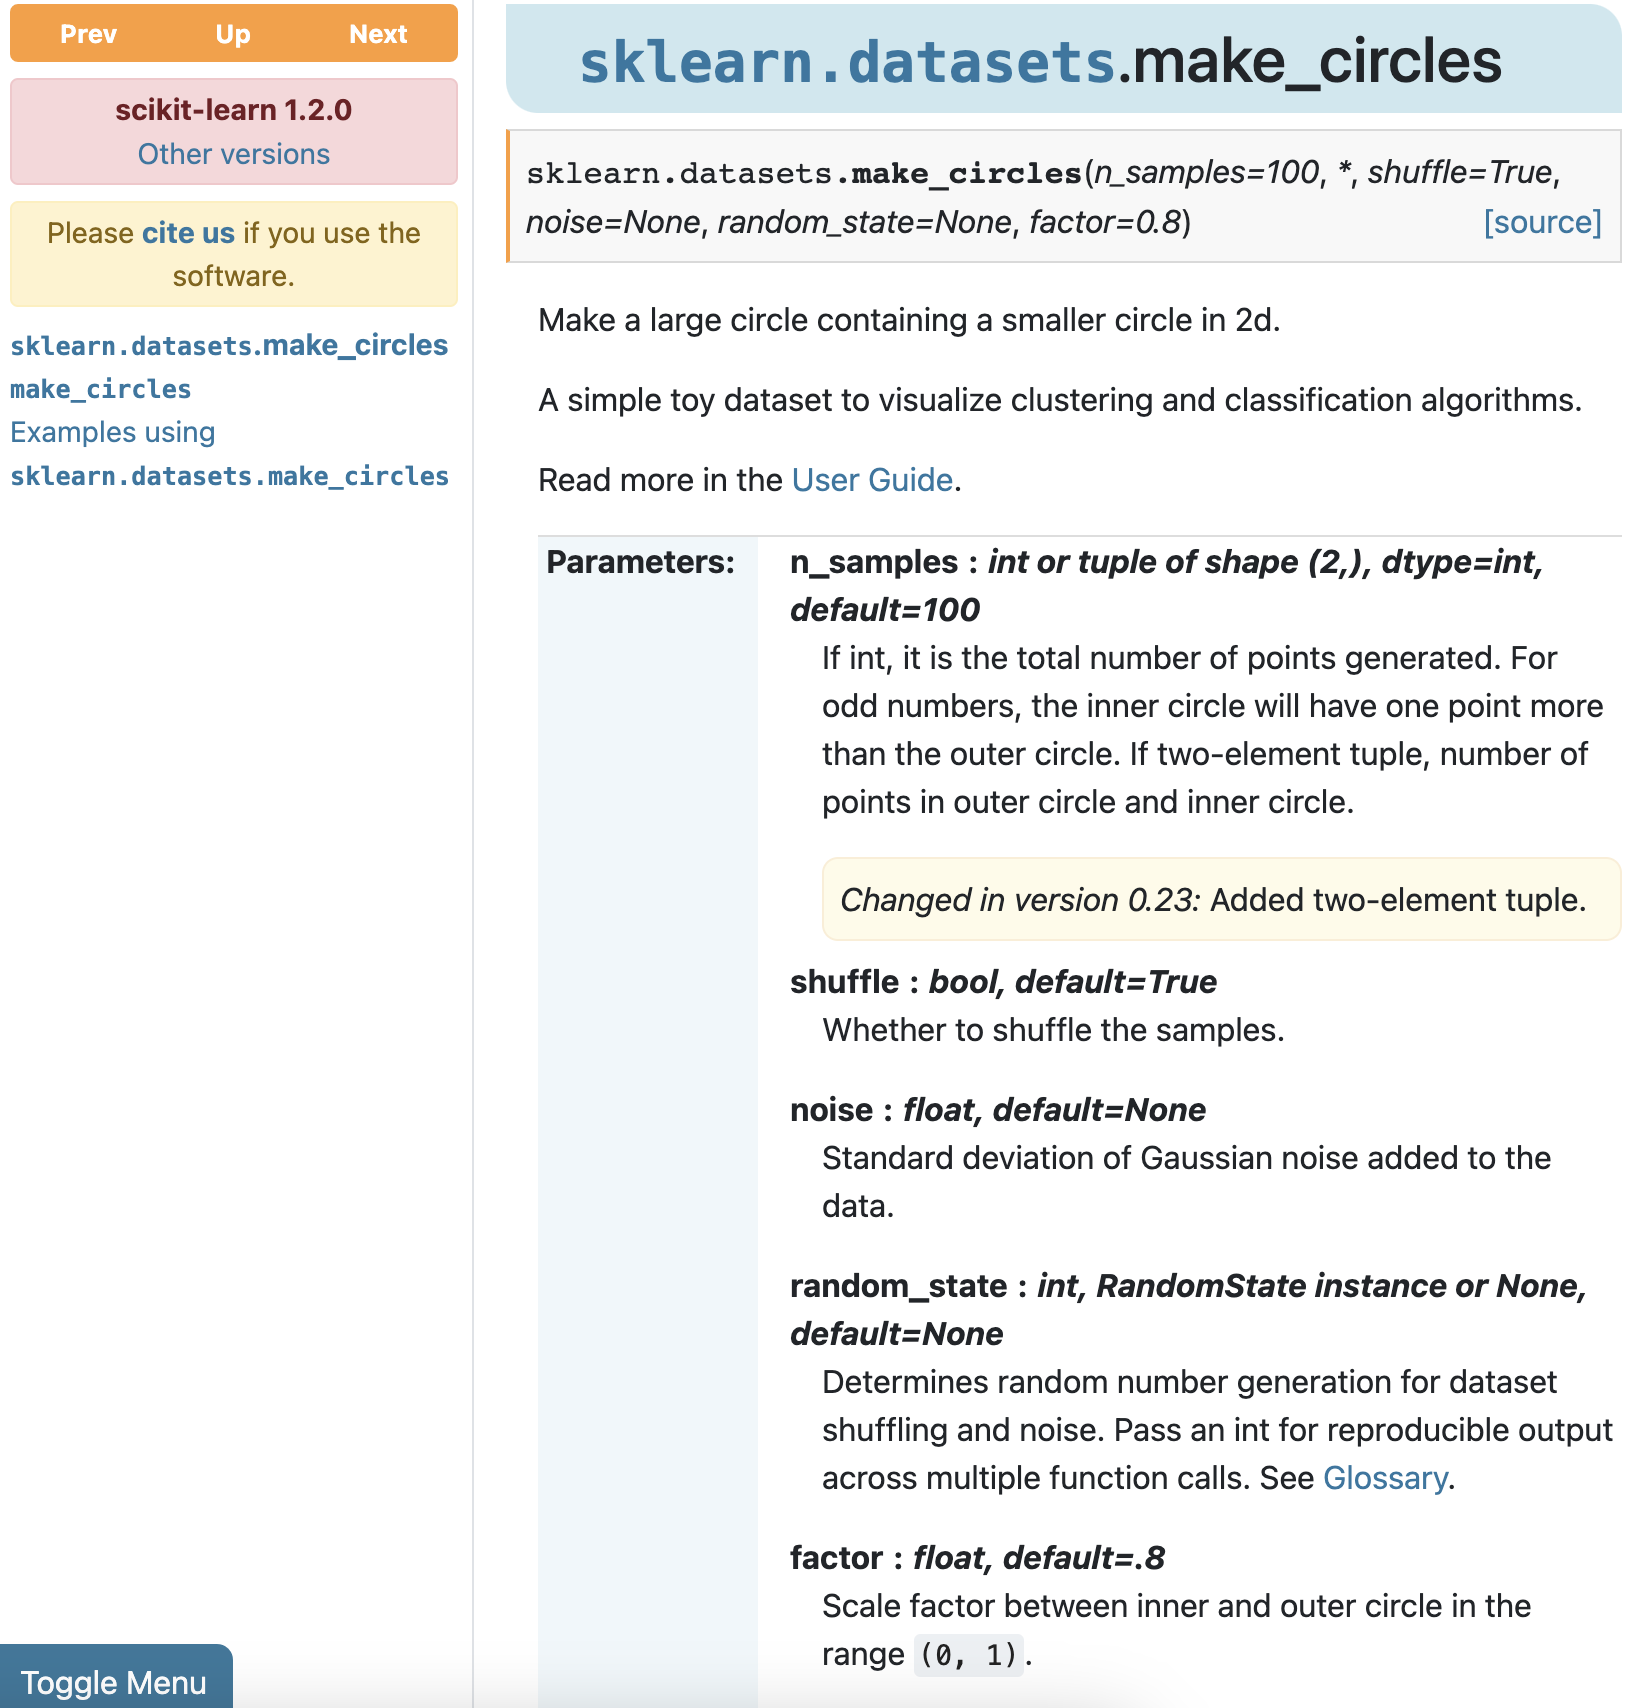 Prev Up Next
scikit-learn 1.2.0
Other versions
Please cite us if you use the
software.
sklearn.datasets.make_circles
make_circles
Examples using
sklearn.datasets.make_circles
Toggle Menu
sklearn.datasets.make_circles
sklearn.datasets.make_circles(n_samples=100, *, shuffle=True,
noise=None, random_state=None, factor=0.8) [source]
Make a large circle containing a smaller circle in 2d.
A simple toy dataset to visualize clustering and classification algorithms.
Read more in the User Guide.
Parameters: n_samples : int or tuple of shape (2,), dtype=int,
default=100
If int, it is the total number of points generated. For
odd numbers, the inner circle will have one point more
than the outer circle. If two-element tuple, number of
points in outer circle and inner circle.
Changed in version 0.23: Added two-element tuple.
shuffle : bool, default=True
Whether to shuffle the samples.
noise : float, default=None
Standard deviation of Gaussian noise added to the
data.
random_state : int, RandomState instance or None,
default=None
Determines random number generation for dataset
shuffling and noise. Pass an int for reproducible output
across multiple function calls. See Glossary.
factor : float, default=.8
Scale factor between inner and outer circle in the
range (0, 1).